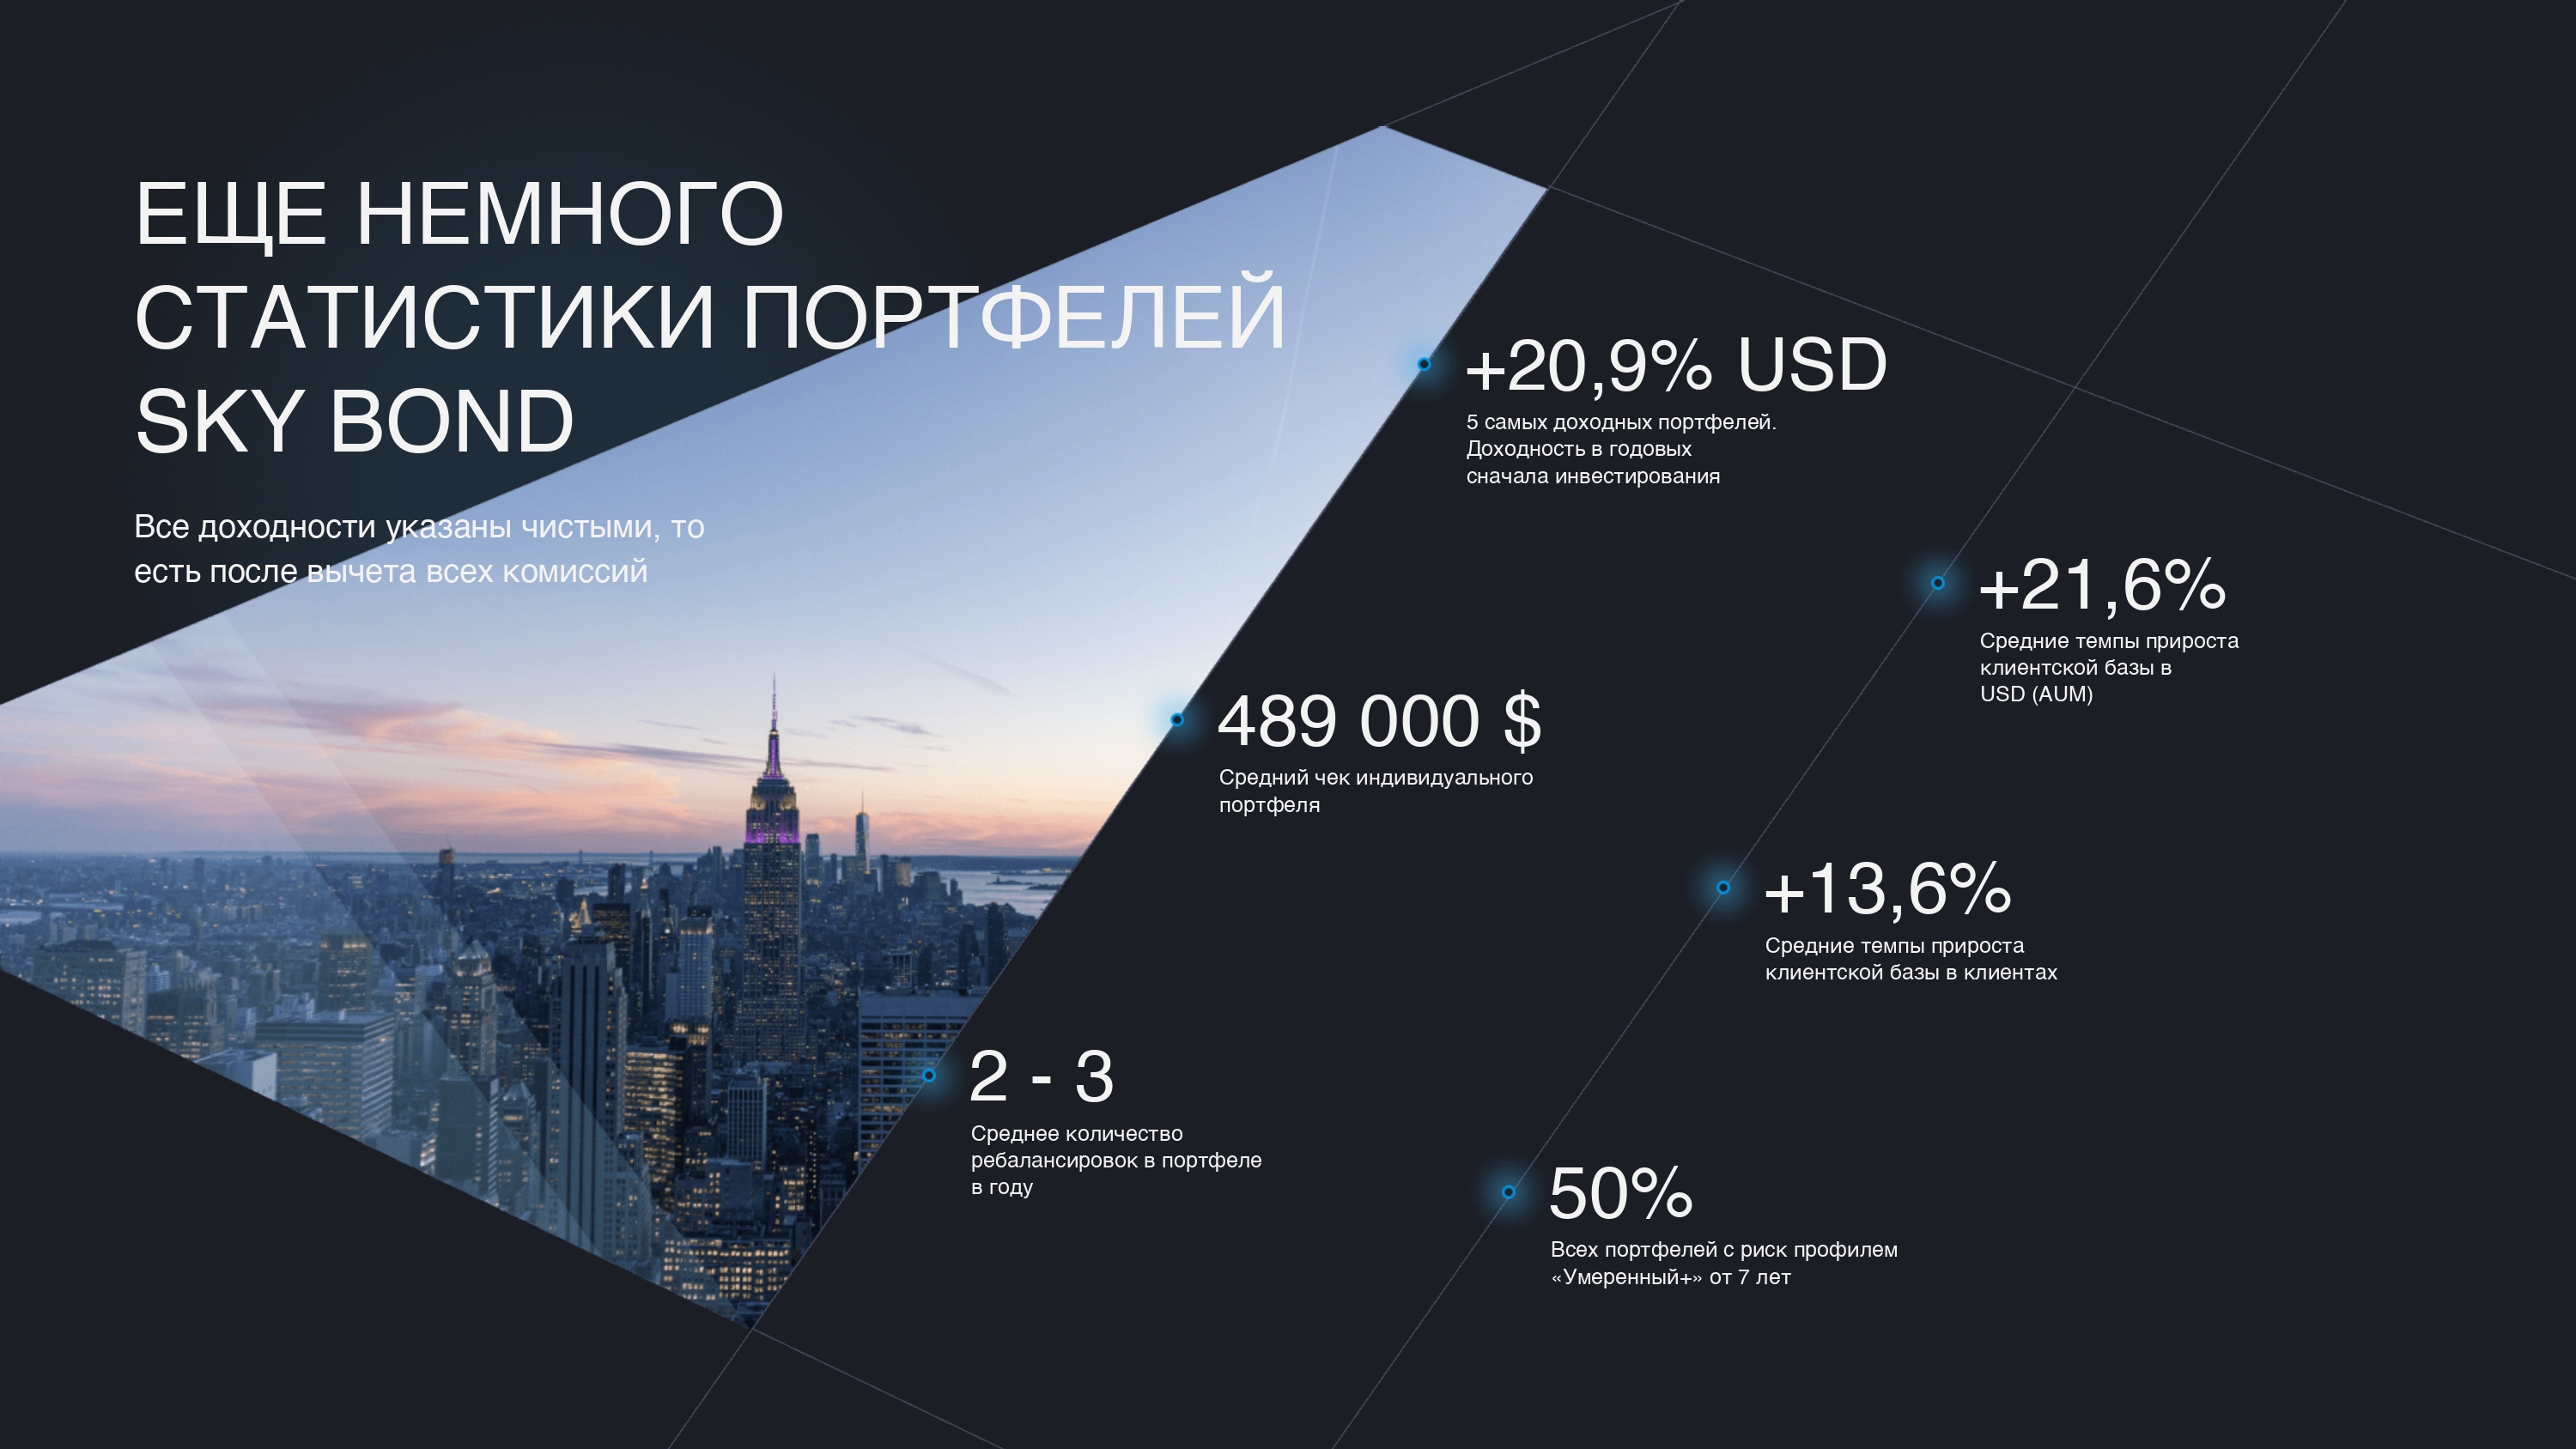 ЕЩЕ НЕМНОГО
СТАТИСТИКИ ПОРТФЕЛЕЙ
SKY BOND
Все доходности указаны чистыми, то
есть после вычета всех комиссий
+20,9% USD
5 самых доходных портфелей.
Доходность в годовых
сначала инвестирования
+21,6%
Средние темпы прироста
клиентской базы в
USD (AUM)
489 000 $
Средний чек индивидуального
портфеля
+13,6%
Средние темпы прироста
клиентской базы в клиентах
2 - 3
Среднее количество
ребалансировок в портфеле
в году
50%
Всех портфелей с риск профилем
«Умеренный+» от 7 лет